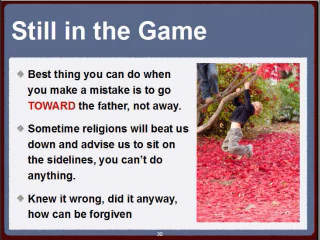 Still in the Game
Best thing you can do when
you make a mistake is to go
TOWARD the father, not away.
Sometime religions will beat us
down and advise us to sit on
the sidelines, you can't do
anything.
Knew it wrong, did it anyway,
how can be forgiven